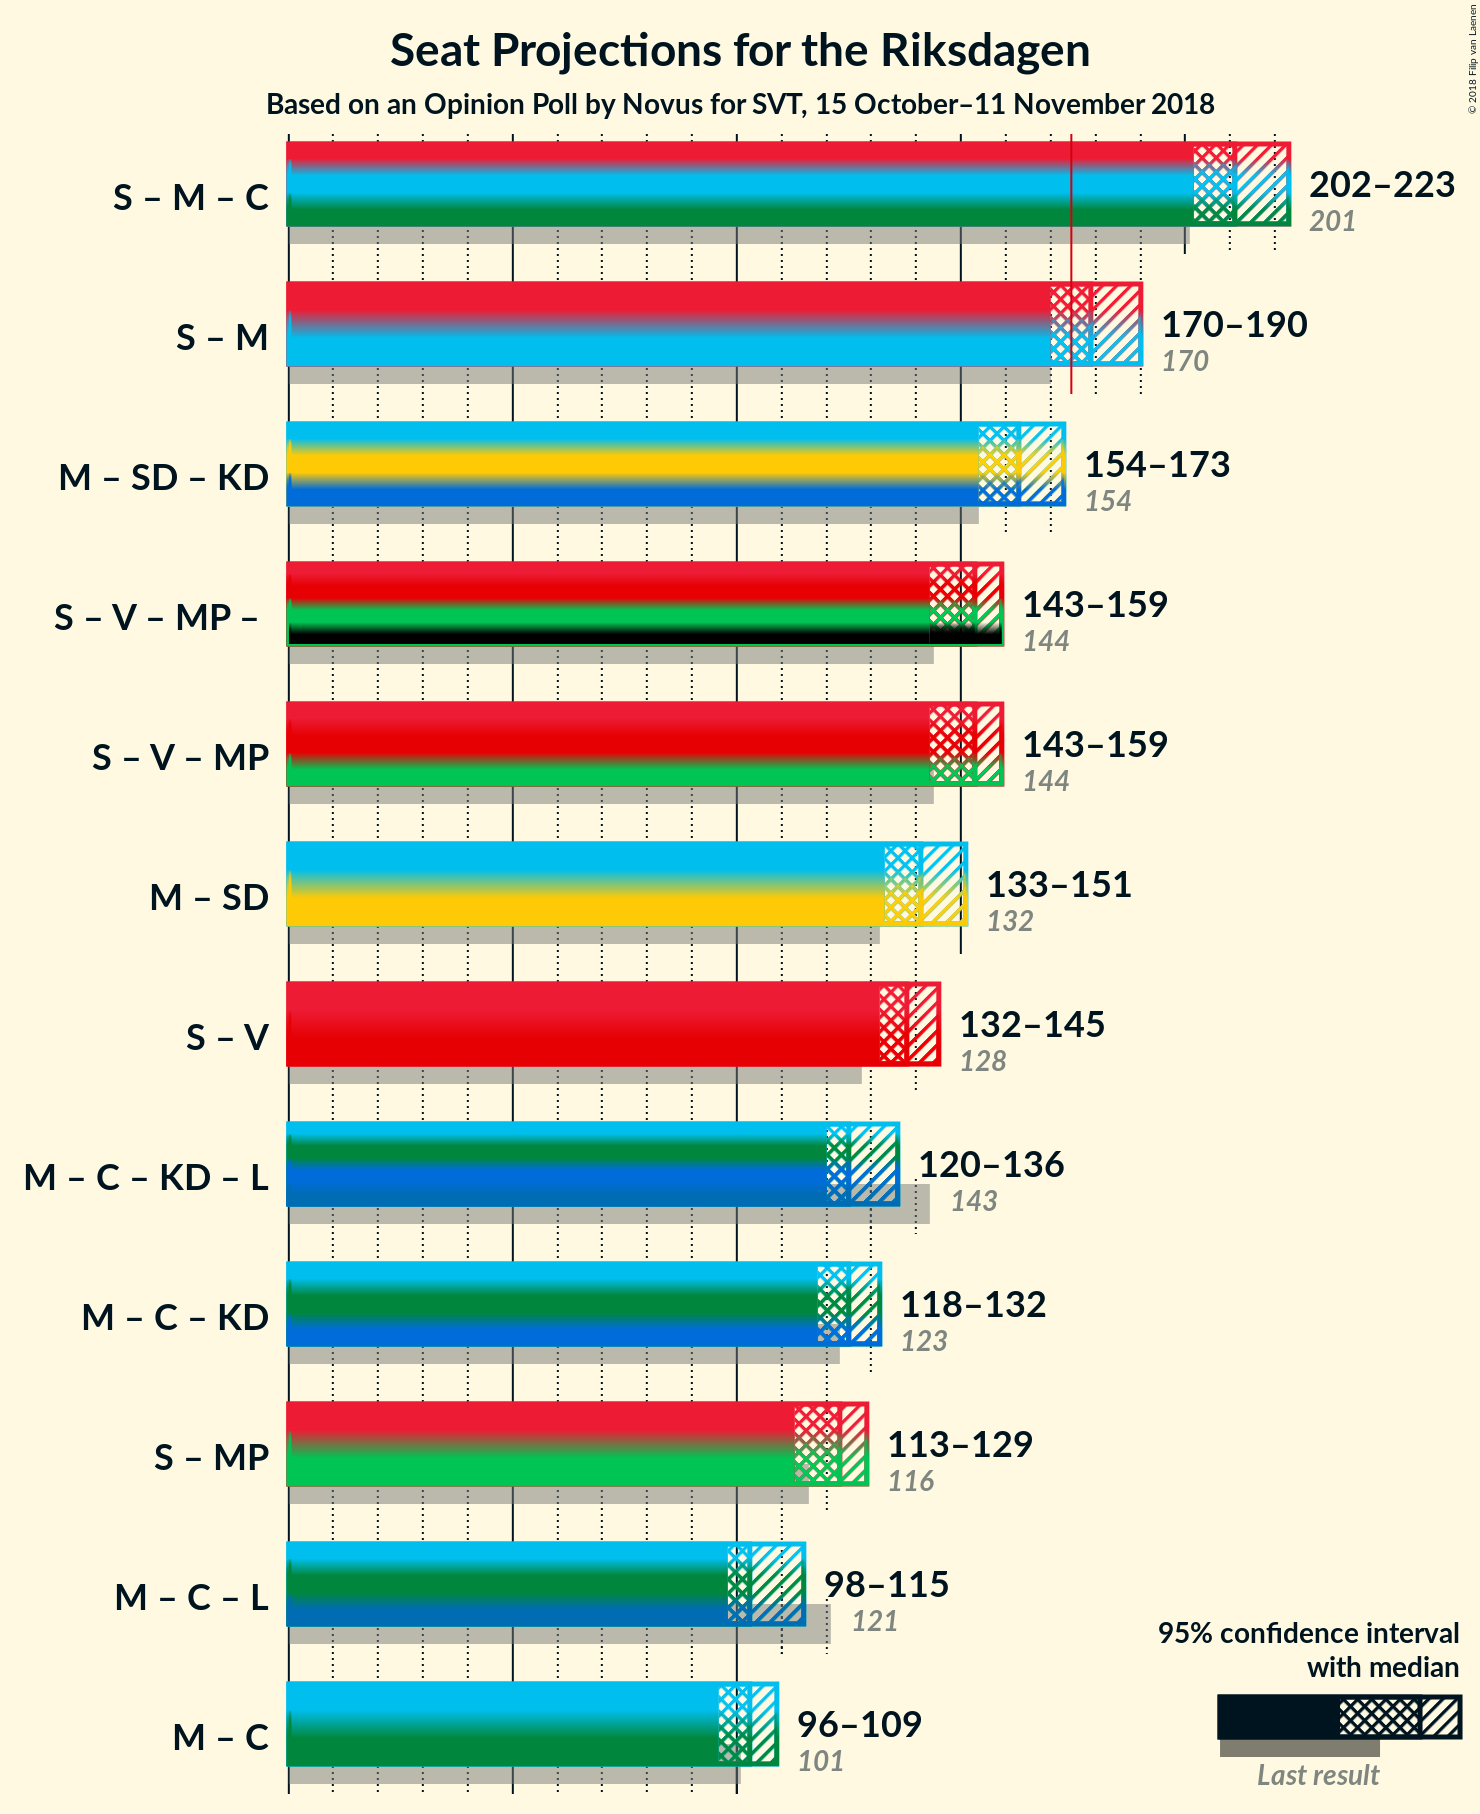 Seat Projections for the Riksdagen
Based on an Opinion Poll by Novus for SVT, 15 October–11 November 2018
© 2018 Filip van Laenen
S – M – C
202–223
201
S – M
170–190
170
M – SD – KD
154–173
154
S – V – MP –
143–159
144
S – V – MP
143–159
144
M – SD
133–151
132
S – V
132–145
128
M – C – KD – L
120–136
143
M – C – KD
118–132
123
S – MP
113–129
116
M – C – L
98–115
121
M – C
96–109
101
95% confidence interval
with median
Last result